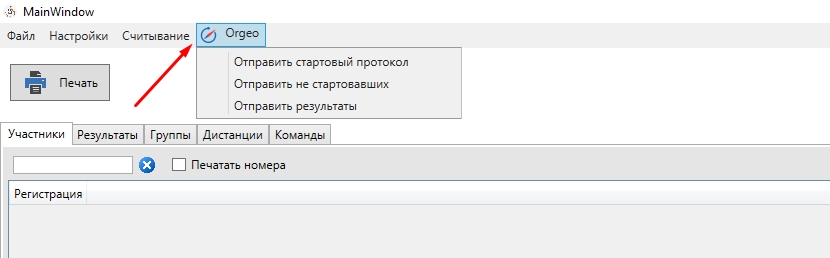 MainWindow
Файл Настройки Считывание Orgeo
Отправить стартовый протокол
Отправить не стартовавших
Отправить результаты
Печать
Участники Результаты Группы Дистанции Команды
Печатать номера
Регистрация